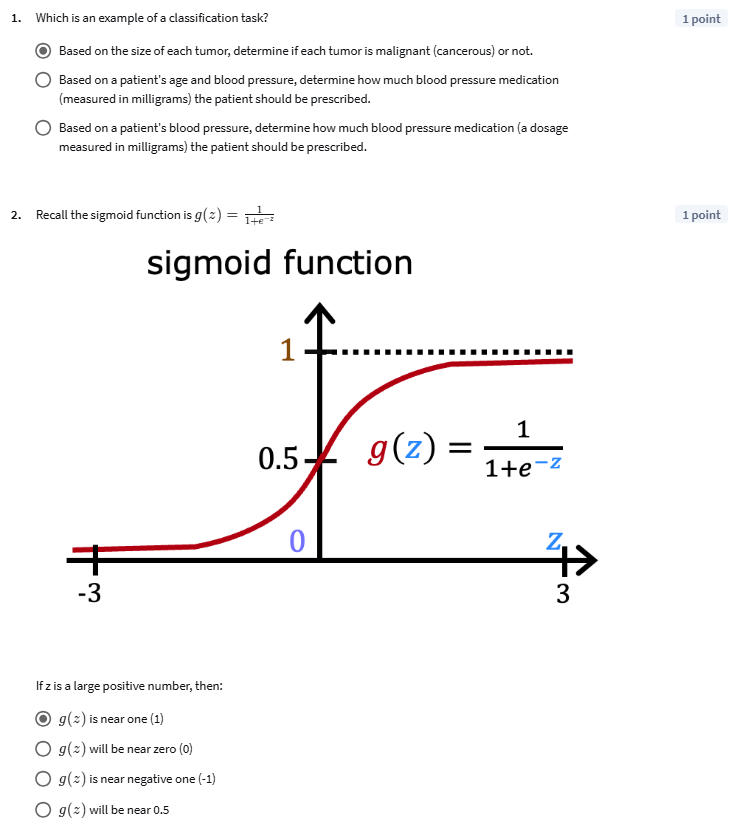 1. Which is an example of a classification task?
1 point
Based on the size of each tumor, determine if each tumor is malignant (cancerous) or not.
Based on a patient's age and blood pressure, determine how much blood pressure medication
(measured in milligrams) the patient should be prescribed.
Based on a patient's blood pressure, determine how much blood pressure medication (a dosage
measured in milligrams) the patient should be prescribed.
2. Recall the sigmoid function is g(z) = 1/(1+e^{-z})
1 point
sigmoid function
1
0.5
g(z) = 1/(1+e^{-z})
0
z
-3
3
If z is a large positive number, then:
g(z) is near one (1)
g(z) will be near zero (0)
g(z) is near negative one (-1)
g(z) will be near 0.5